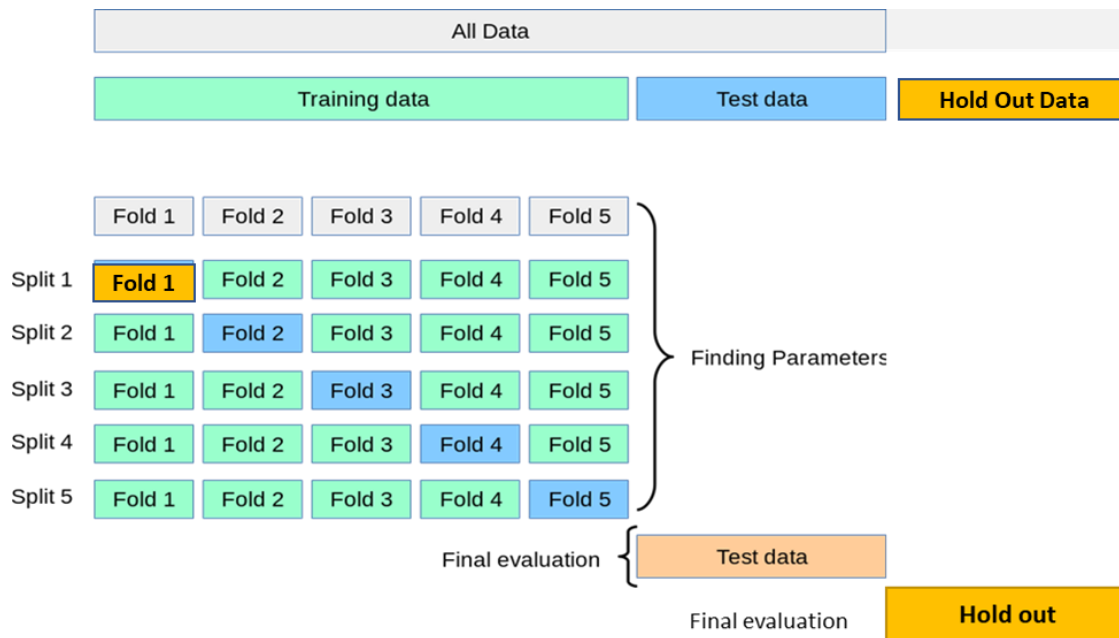 All Data
Training data Test data Hold Out Data
Fold 1 Fold 2 Fold 3 Fold 4 Fold 5
Split 1 Fold 1 Fold 2 Fold 3 Fold 4 Fold 5
Split 2 Fold 1 Fold 2 Fold 3 Fold 4 Fold 5
Finding Parameters
Split 3 Fold 1 Fold 2 Fold 3 Fold 4 Fold 5
Split 4 Fold 1 Fold 2 Fold 3 Fold 4 Fold 5
Split 5 Fold 1 Fold 2 Fold 3 Fold 4 Fold 5
Final evaluation Test data
Final evaluation Hold out